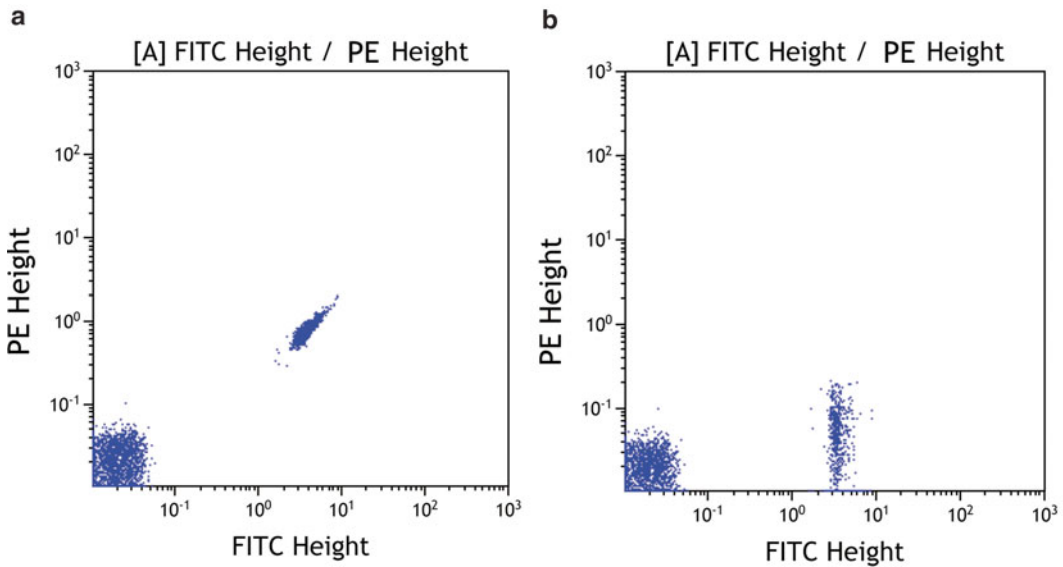 a
[A] FITC Height / PE Height
10³
10²
10¹
10⁰
10⁻¹
PE Height
10⁻¹ 10⁰ 10¹ 10² 10³
FITC Height
b
[A] FITC Height / PE Height
10³
10²
10¹
10⁰
10⁻¹
PE Height
10⁻¹ 10⁰ 10¹ 10² 10³
FITC Height